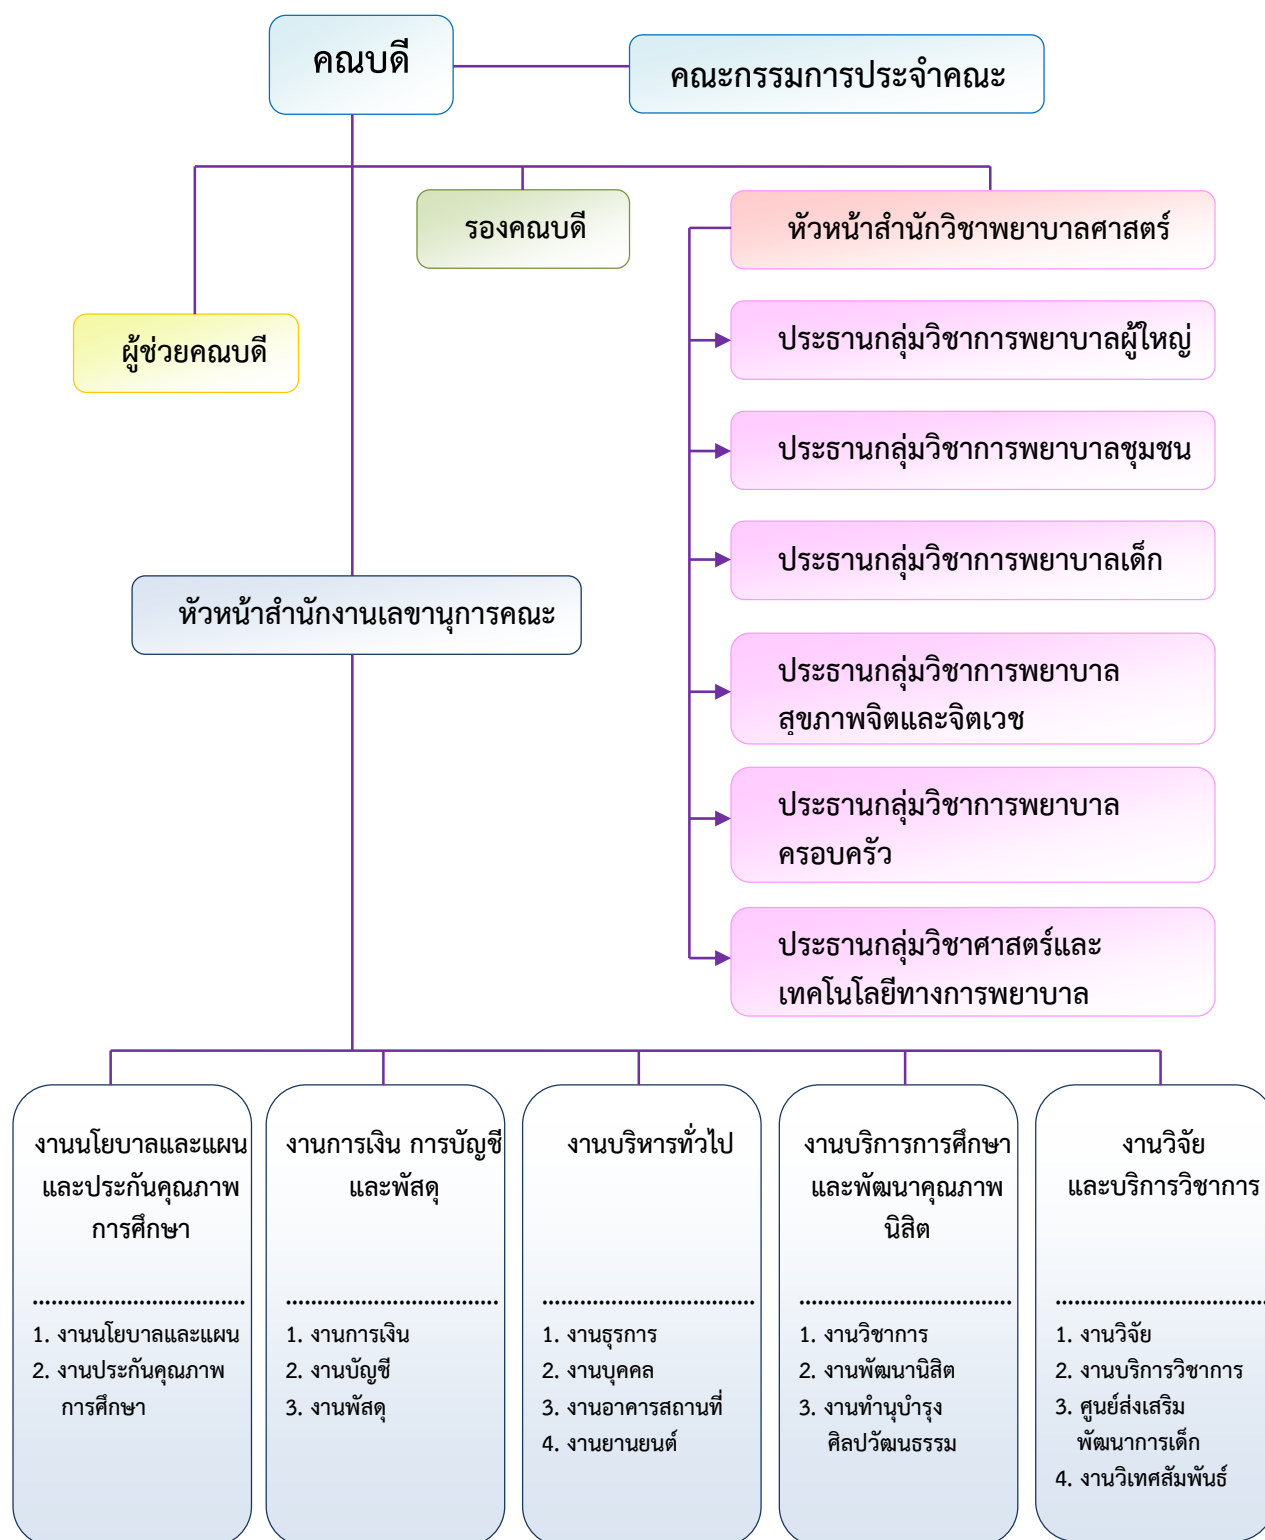 คณบดี
คณะกรรมการประจำคณะ
รองคณบดี
หัวหน้าสำนักวิชาพยาบาลศาสตร์
ผู้ช่วยคณบดี
ประธานกลุ่มวิชาการพยาบาลผู้ใหญ่
ประธานกลุ่มวิชาการพยาบาลชุมชน
ประธานกลุ่มวิชาการพยาบาลเด็ก
หัวหน้าสำนักงานเลขานุการคณะ
ประธานกลุ่มวิชาการพยาบาล
สุขภาพจิตและจิตเวช
ประธานกลุ่มวิชาการพยาบาล
ครอบครัว
ประธานกลุ่มวิชาศาสตร์และ
เทคโนโลยีทางการพยาบาล
งานนโยบาลและแผน
และประกันคุณภาพ
การศึกษา
..................................
1. งานนโยบาลและแผน
2. งานประกันคุณภาพ
การศึกษา
งานการเงิน การบัญชี
และพัสดุ
..................................
1. งานการเงิน
2. งานบัญชี
3. งานพัสดุ
งานบริหารทั่วไป
..................................
1. งานธุรการ
2. งานบุคคล
3. งานอาคารสถานที่
4. งานยานยนต์
งานบริการการศึกษา
และพัฒนาคุณภาพ
นิสิต
..................................
1. งานวิชาการ
2. งานพัฒนานิสิต
3. งานทำนุบำรุง
ศิลปวัฒนธรรม
งานวิจัย
และบริการวิชาการ
..................................
1. งานวิจัย
2. งานบริการวิชาการ
3. ศูนย์ส่งเสริม
พัฒนาการเด็ก
4. งานวิเทศสัมพันธ์